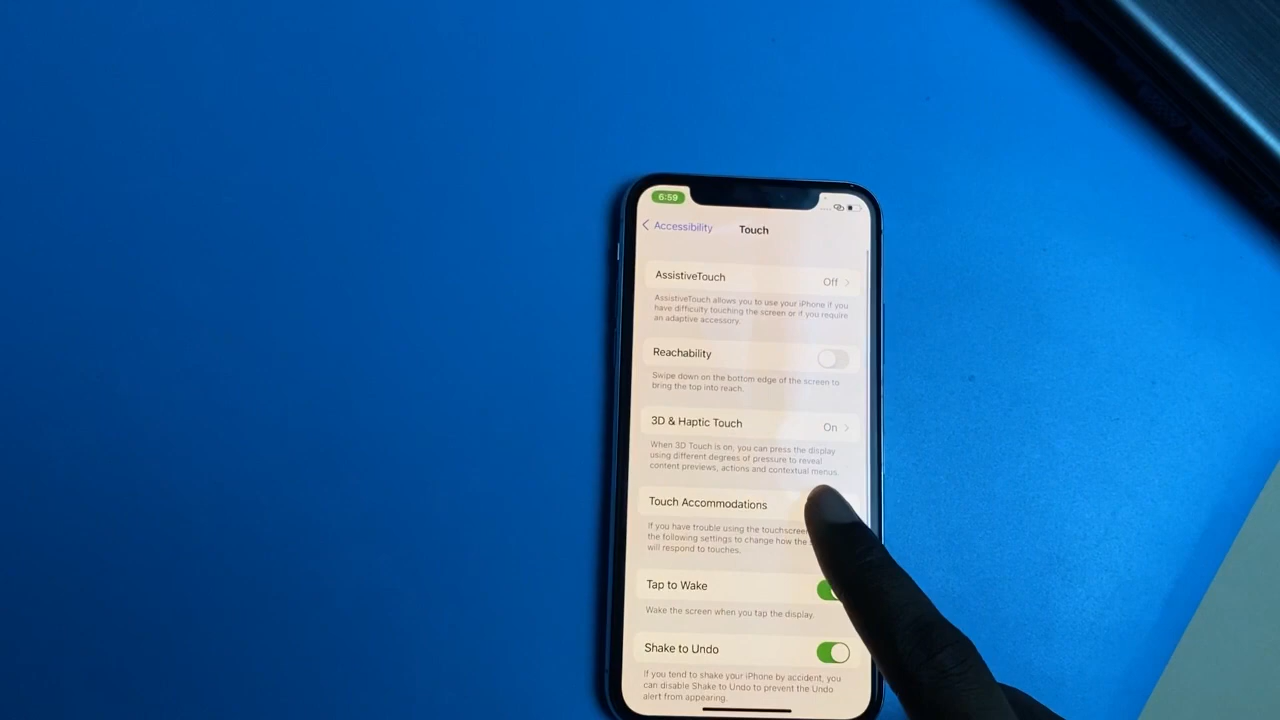 6:59
Accessibility
Touch
AssistiveTouch
Off
AssistiveTouch allows you to use your iPhone if you
have difficulty touching the screen or if you require
an adaptive accessory.
Reachability
Swipe down on the bottom edge of the screen to
bring the top into reach.
3D & Haptic Touch
On
When 3D Touch is on, you can press the display
using different degrees of pressure to reveal
content previews, actions and contextual menus.
Touch Accommodations
If you have trouble using the touchscreen
the following settings to change how the
will respond to touches.
Tap to Wake
Wake the screen when you tap the display.
Shake to Undo
If you tend to shake your iPhone by accident, you
can disable Shake to Undo to prevent the Undo
alert from appearing.